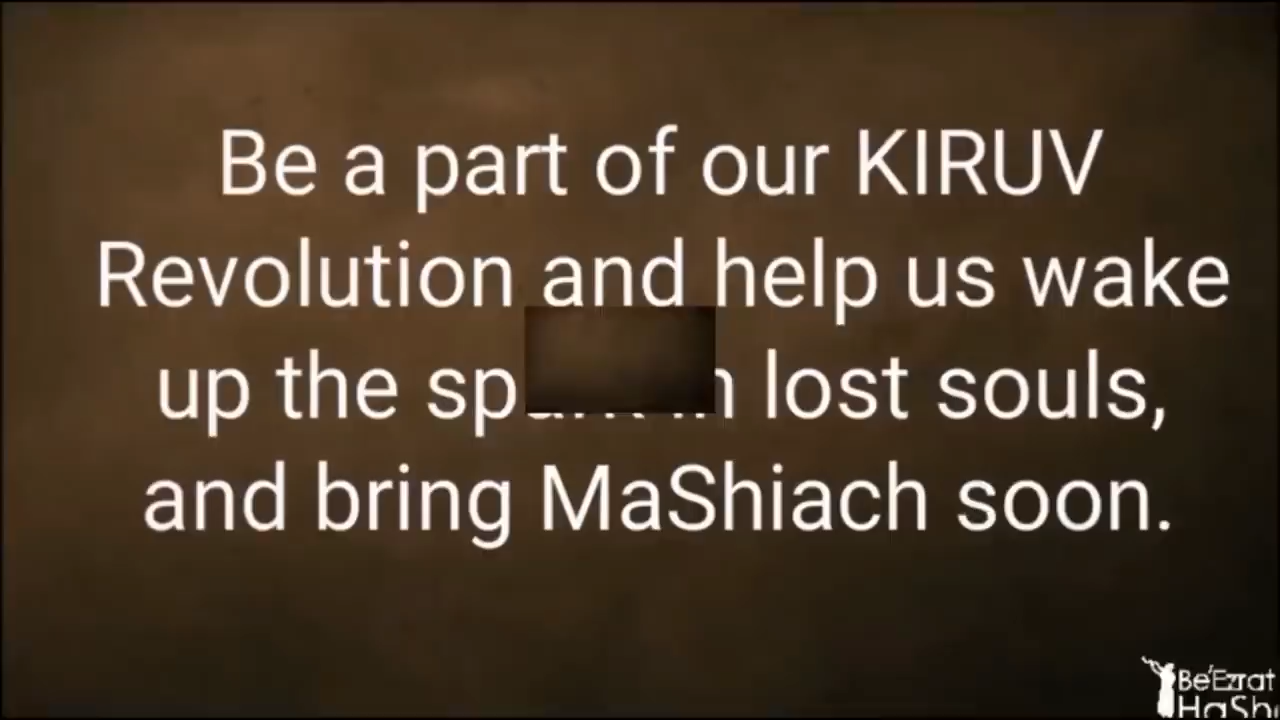 Be a part of our KIRUV
Revolution and help us wake
up the lost souls,
and bring MaShiach soon.
Be'Ezrat